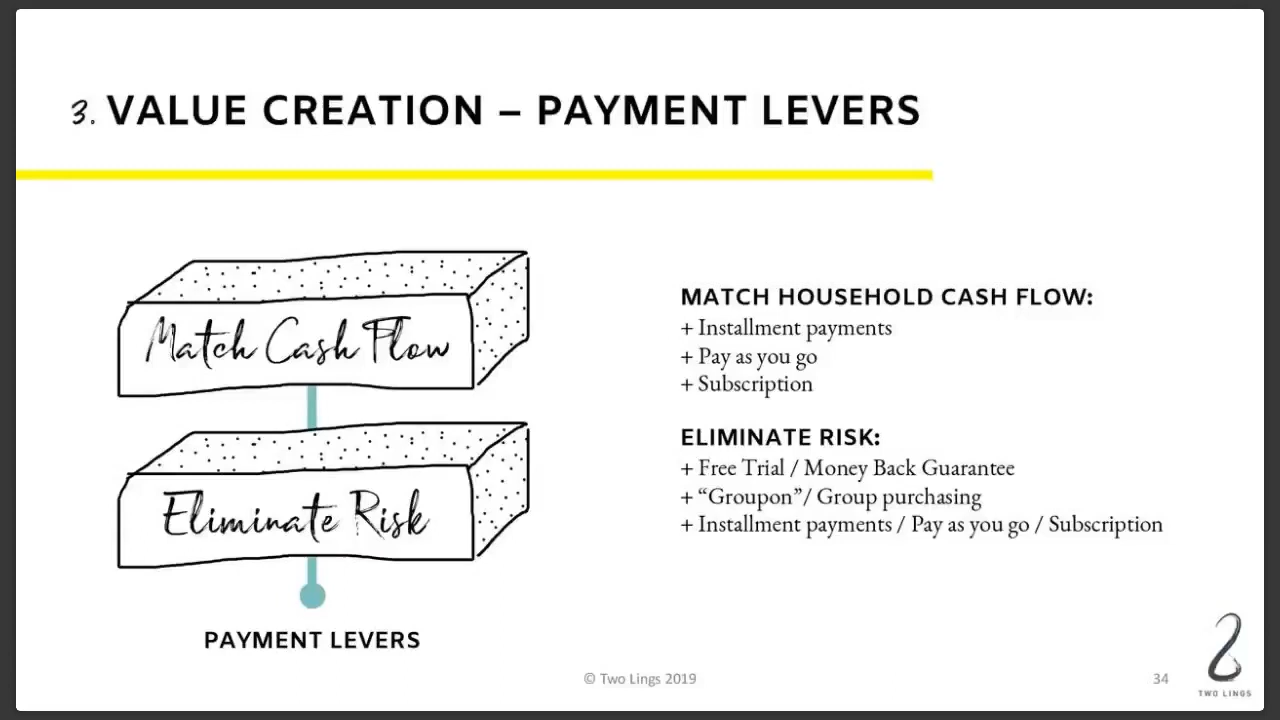 3. VALUE CREATION – PAYMENT LEVERS
Match Cash Flow
Eliminate Risk
PAYMENT LEVERS
MATCH HOUSEHOLD CASH FLOW:
+ Installment payments
+ Pay as you go
+ Subscription
ELIMINATE RISK:
+ Free Trial / Money Back Guarantee
+ “Groupon”/ Group purchasing
+ Installment payments / Pay as you go / Subscription
© Two Lings 2019
34
TWO LINGS